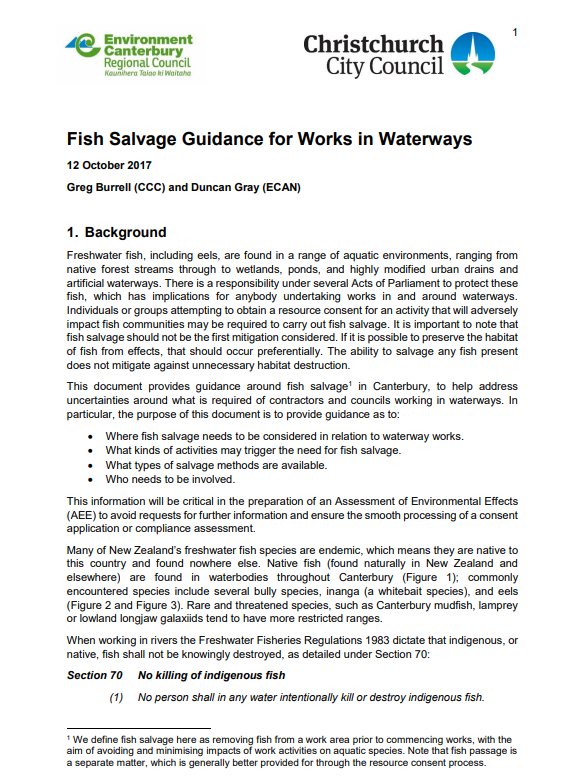 1
Environment
Canterbury
Regional Council
Kaunihera Taiao ki Waitaha
Christchurch
City Council
Fish Salvage Guidance for Works in Waterways
12 October 2017
Greg Burrell (CCC) and Duncan Gray (ECAN)
1. Background
Freshwater fish, including eels, are found in a range of aquatic environments, ranging from
native forest streams through to wetlands, ponds, and highly modified urban drains and
artificial waterways. There is a responsibility under several Acts of Parliament to protect these
fish, which has implications for anybody undertaking works in and around waterways.
Individuals or groups attempting to obtain a resource consent for an activity that will adversely
impact fish communities may be required to carry out fish salvage. It is important to note that
fish salvage should not be the first mitigation considered. If it is possible to preserve the habitat
of fish from effects, that should occur preferentially. The ability to salvage any fish present
does not mitigate against unnecessary habitat destruction.
This document provides guidance around fish salvage¹ in Canterbury, to help address
uncertainties around what is required of contractors and councils working in waterways. In
particular, the purpose of this document is to provide guidance as to:
• Where fish salvage needs to be considered in relation to waterway works.
• What kinds of activities may trigger the need for fish salvage.
• What types of salvage methods are available.
• Who needs to be involved.
This information will be critical in the preparation of an Assessment of Environmental Effects
(AEE) to avoid requests for further information and ensure the smooth processing of a consent
application or compliance assessment.
Many of New Zealand's freshwater fish species are endemic, which means they are native to
this country and found nowhere else. Native fish (found naturally in New Zealand and
elsewhere) are found in waterbodies throughout Canterbury (Figure 1); commonly
encountered species include several bully species, inanga (a whitebait species), and eels
(Figure 2 and Figure 3). Rare and threatened species, such as Canterbury mudfish, lamprey
or lowland longjaw galaxiids tend to have more restricted ranges.
When working in rivers the Freshwater Fisheries Regulations 1983 dictate that indigenous, or
native, fish shall not be knowingly destroyed, as detailed under Section 70:
Section 70 No killing of indigenous fish
(1) No person shall in any water intentionally kill or destroy indigenous fish.
¹ We define fish salvage here as removing fish from a work area prior to commencing works, with the
aim of avoiding and minimising impacts of work activities on aquatic species. Note that fish passage is
a separate matter, which is generally better provided for through the resource consent process.